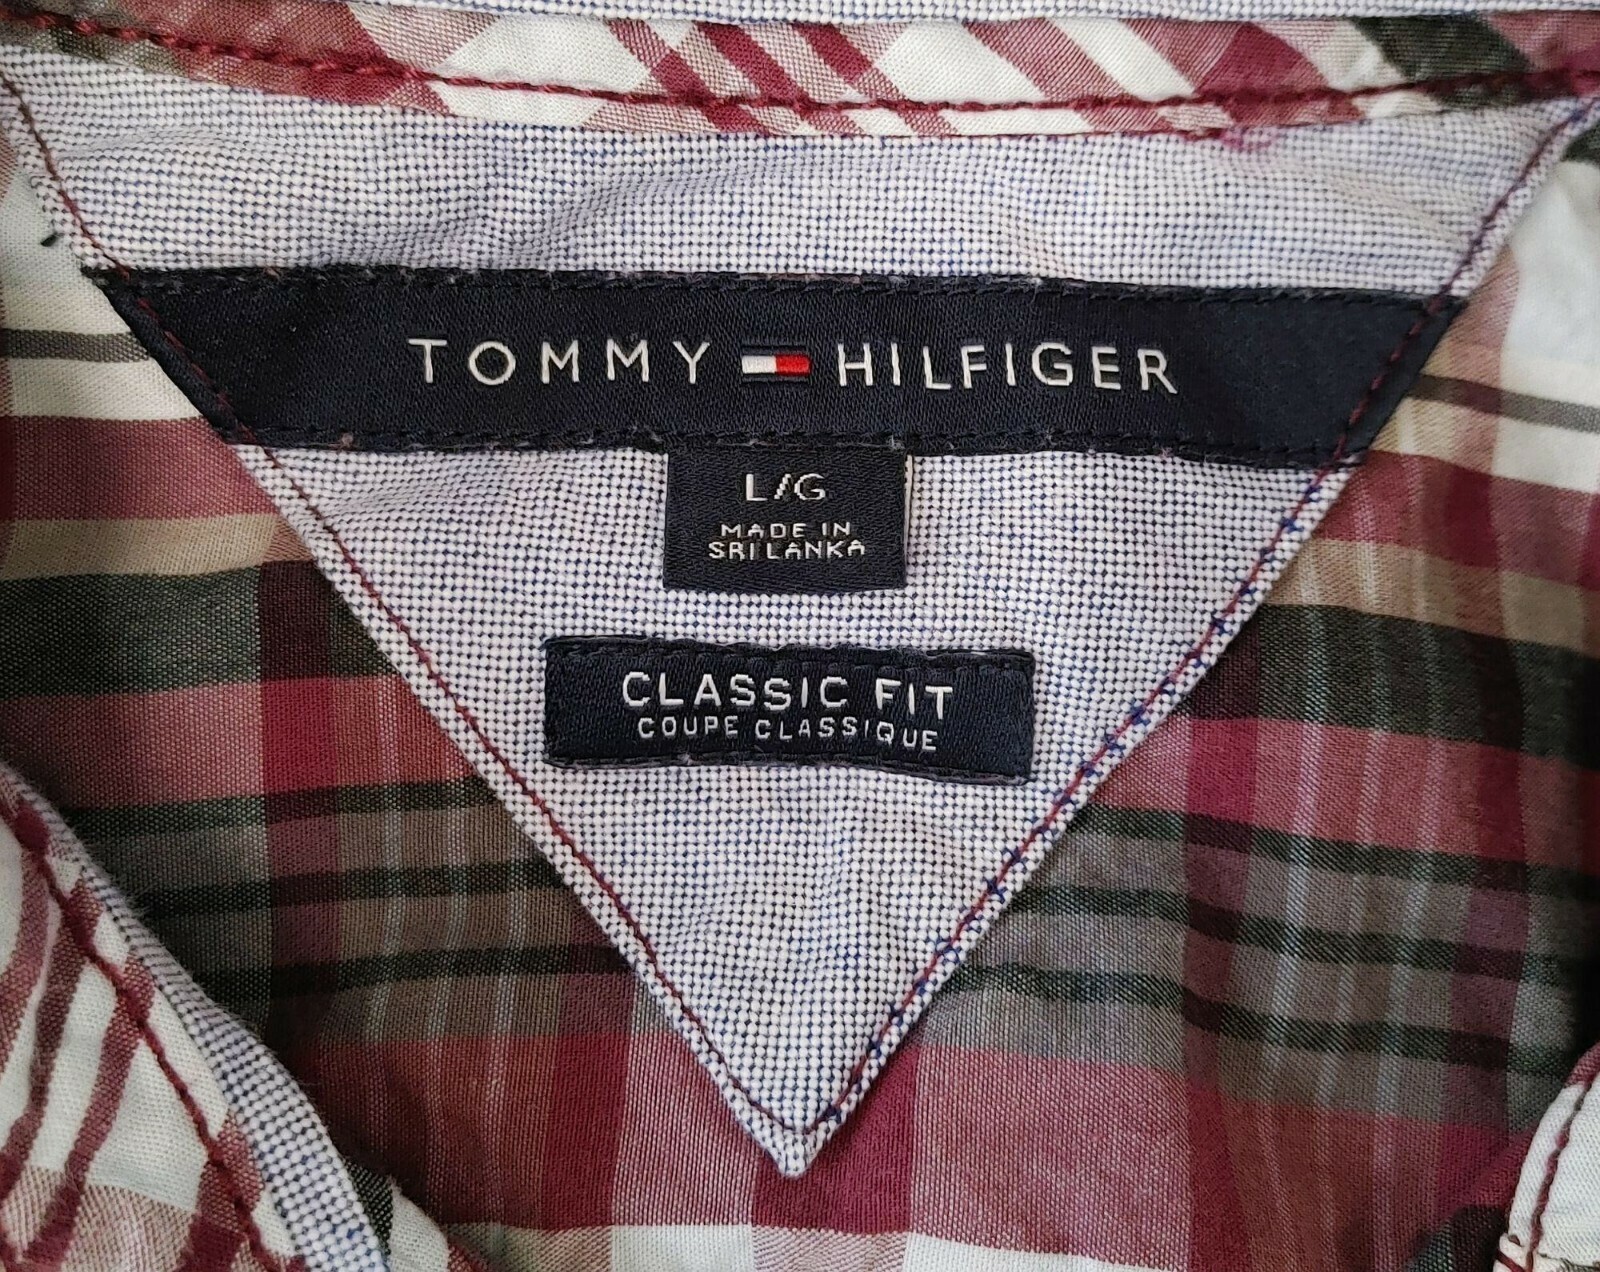 TOMMY HILFIGER
L/G
MADE IN
SRI LANKA
CLASSIC FIT
COUPE CLASSIQUE